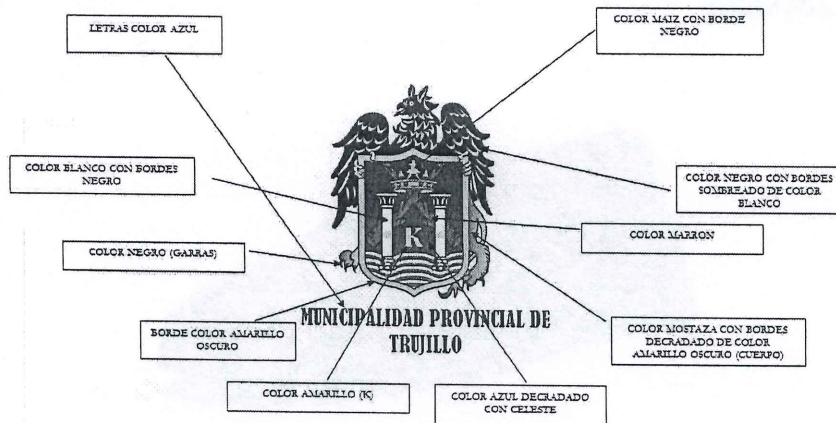 LETRAS COLOR AZUL
COLOR MAIZ CON BORDE
NEGRO
COLOR BLANCO CON BORDES
NEGRO
COLOR NEGRO CON BORDES
SOMBREADO DE COLOR
BLANCO
COLOR MARRON
COLOR NEGRO (GARRAS)
K
MUNICIPALIDAD PROVINCIAL DE
TRUJILLO
BORDE COLOR AMARILLO
OSCURO
COLOR MOSTAZA CON BORDES
DECRADADO DE COLOR
AMARILLO OSCURO (CUERPO)
COLOR AMARILLO (K)
COLOR AZUL DECRADADO
CON CELESTE